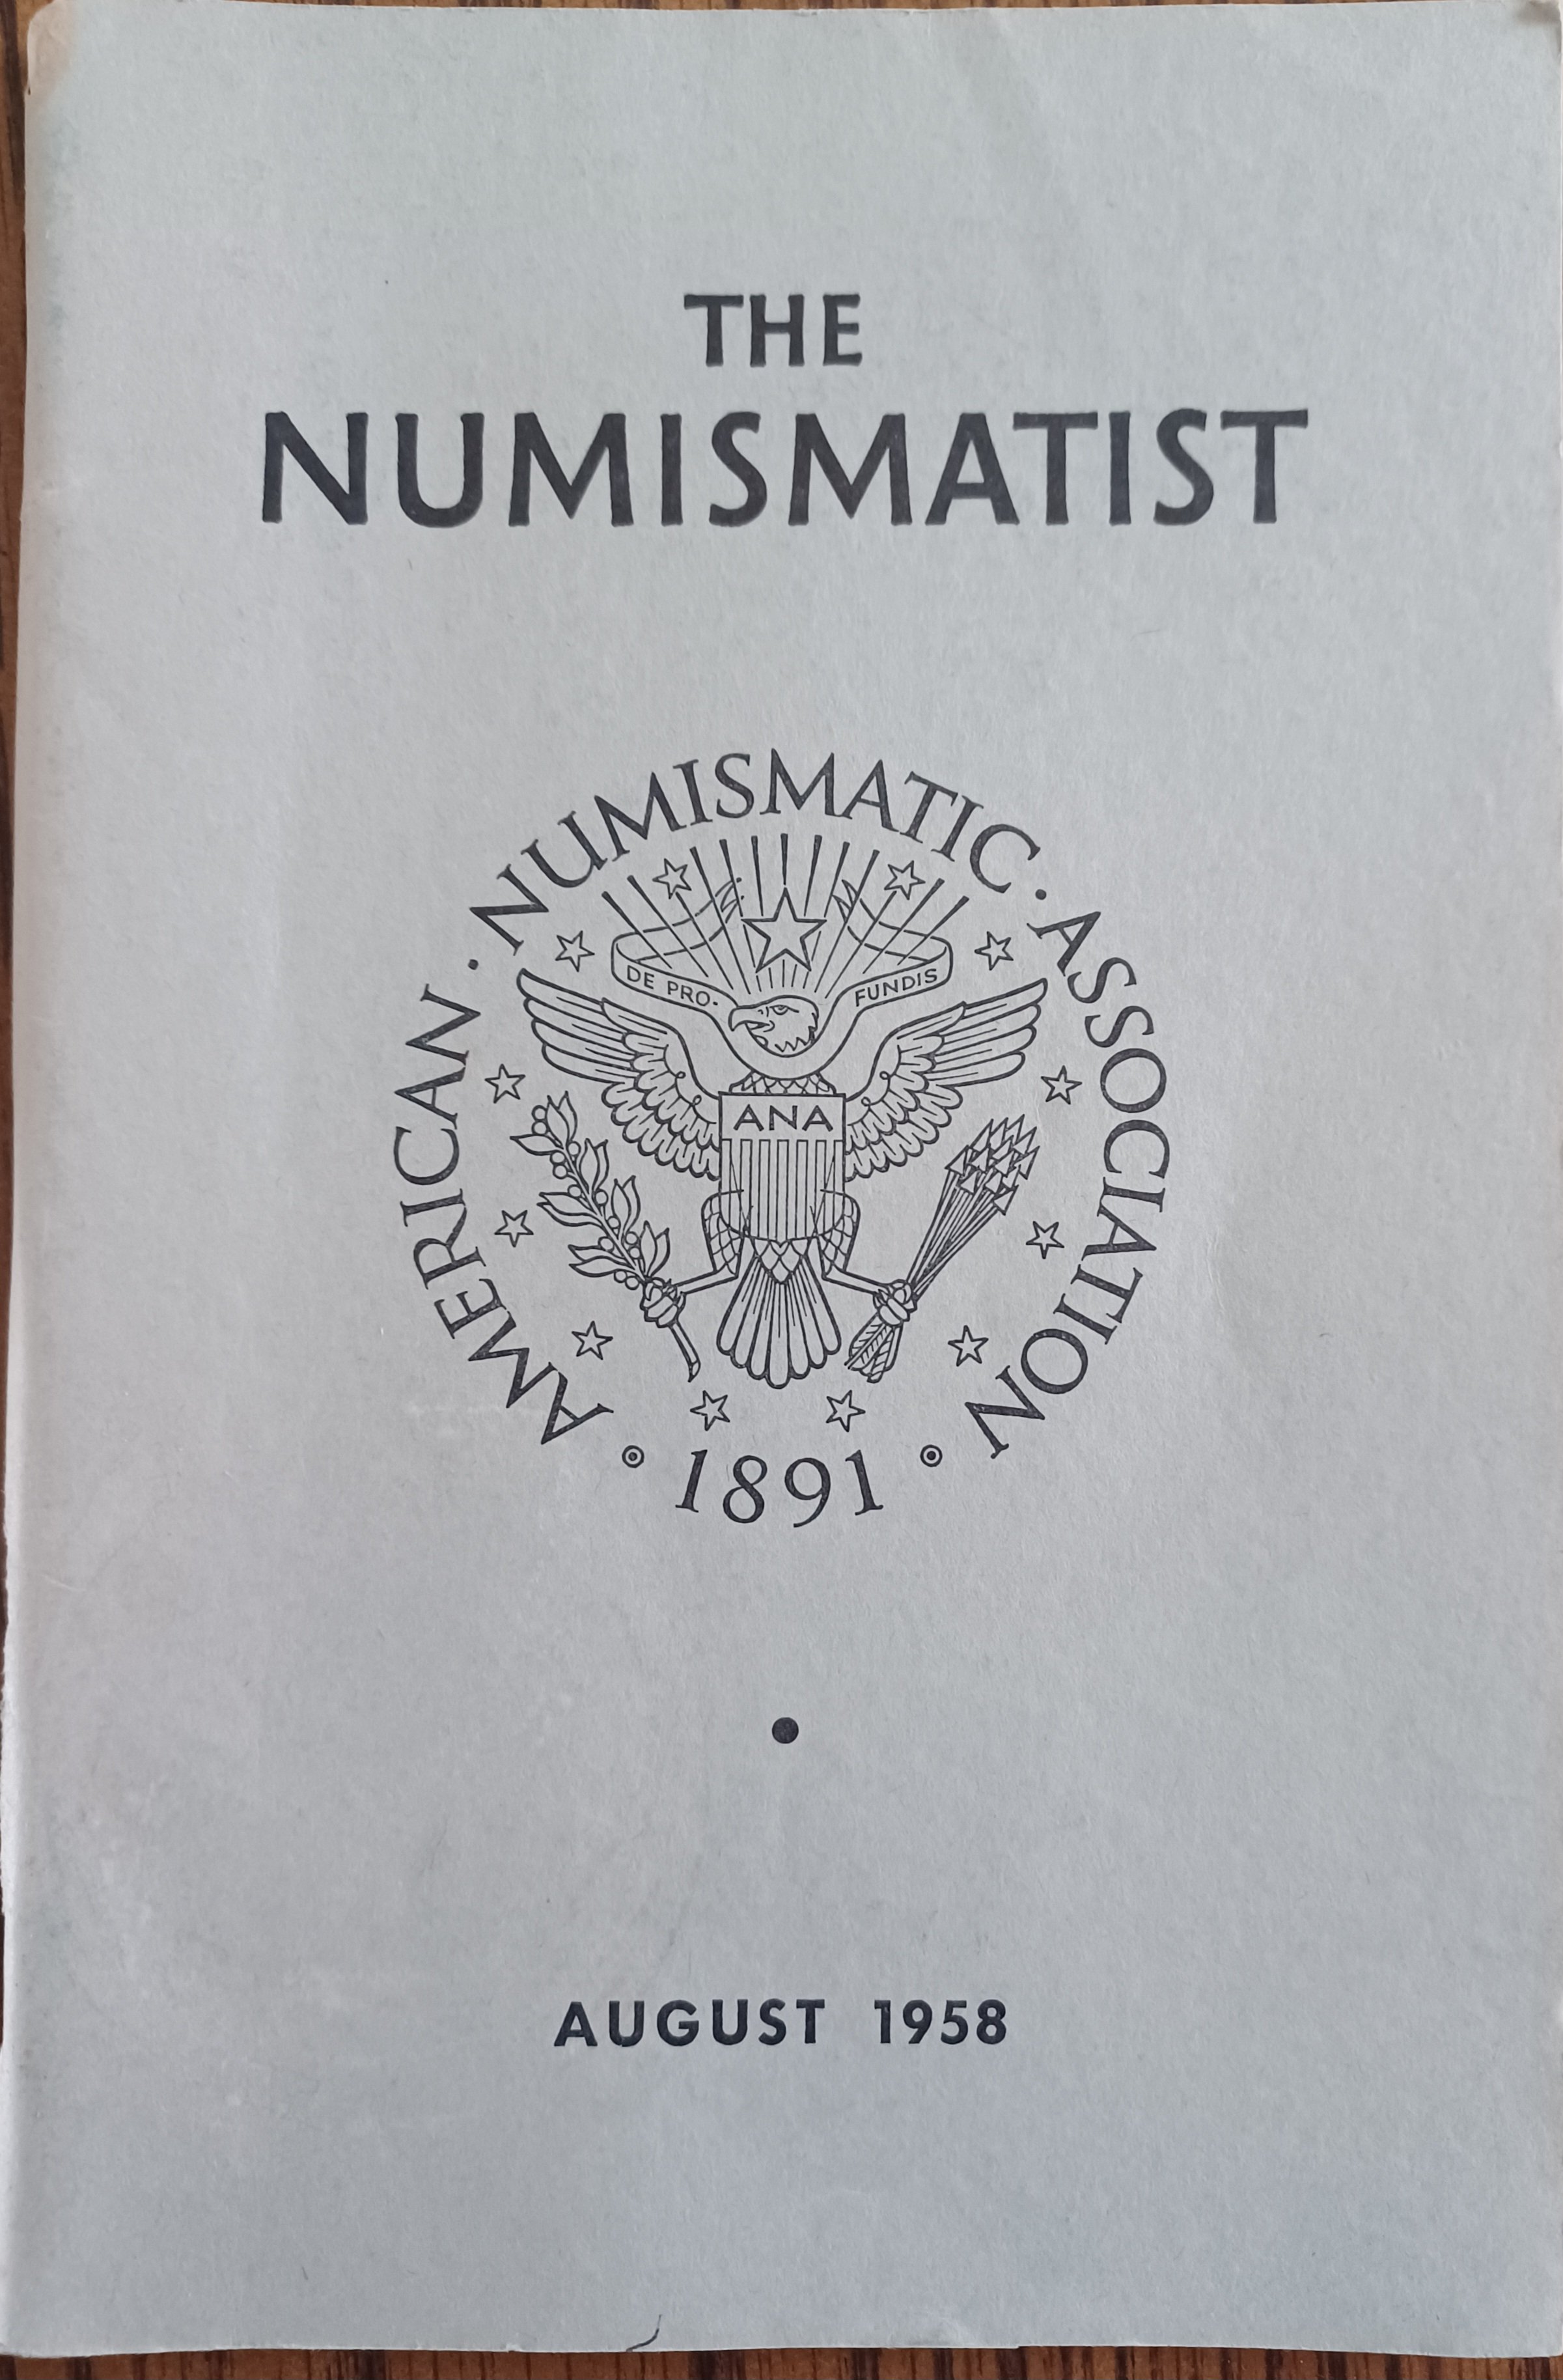 THE
NUMISMATIST
AMERICAN · NUMISMATIC · ASSOCIATION
DE PRO- FUNDIS
ANA
1891
AUGUST 1958